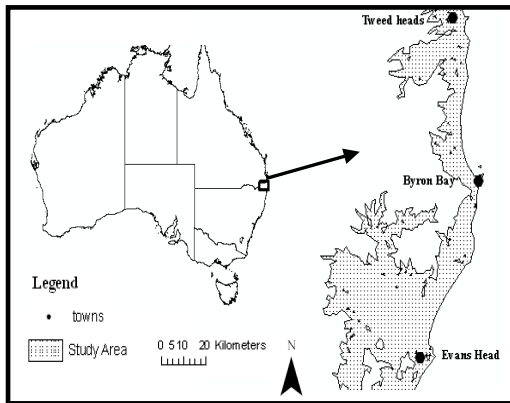 Tweed heads
Byron Bay
Legend
towns
Study Area
0 510 20 Kilometers
N
Evans Head